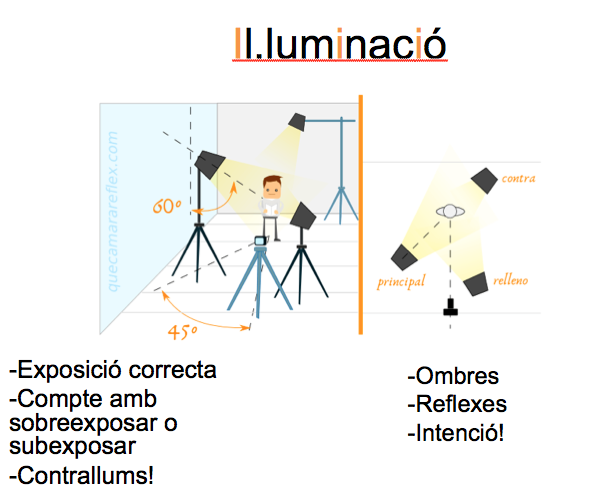 Il.luminació
quecamarareflex.com
60º
45º
contra
principal
relleno
-Exposició correcta
-Compte amb
sobreexposar o
subexposar
-Contrallums!
-Ombres
-Reflexes
-Intenció!